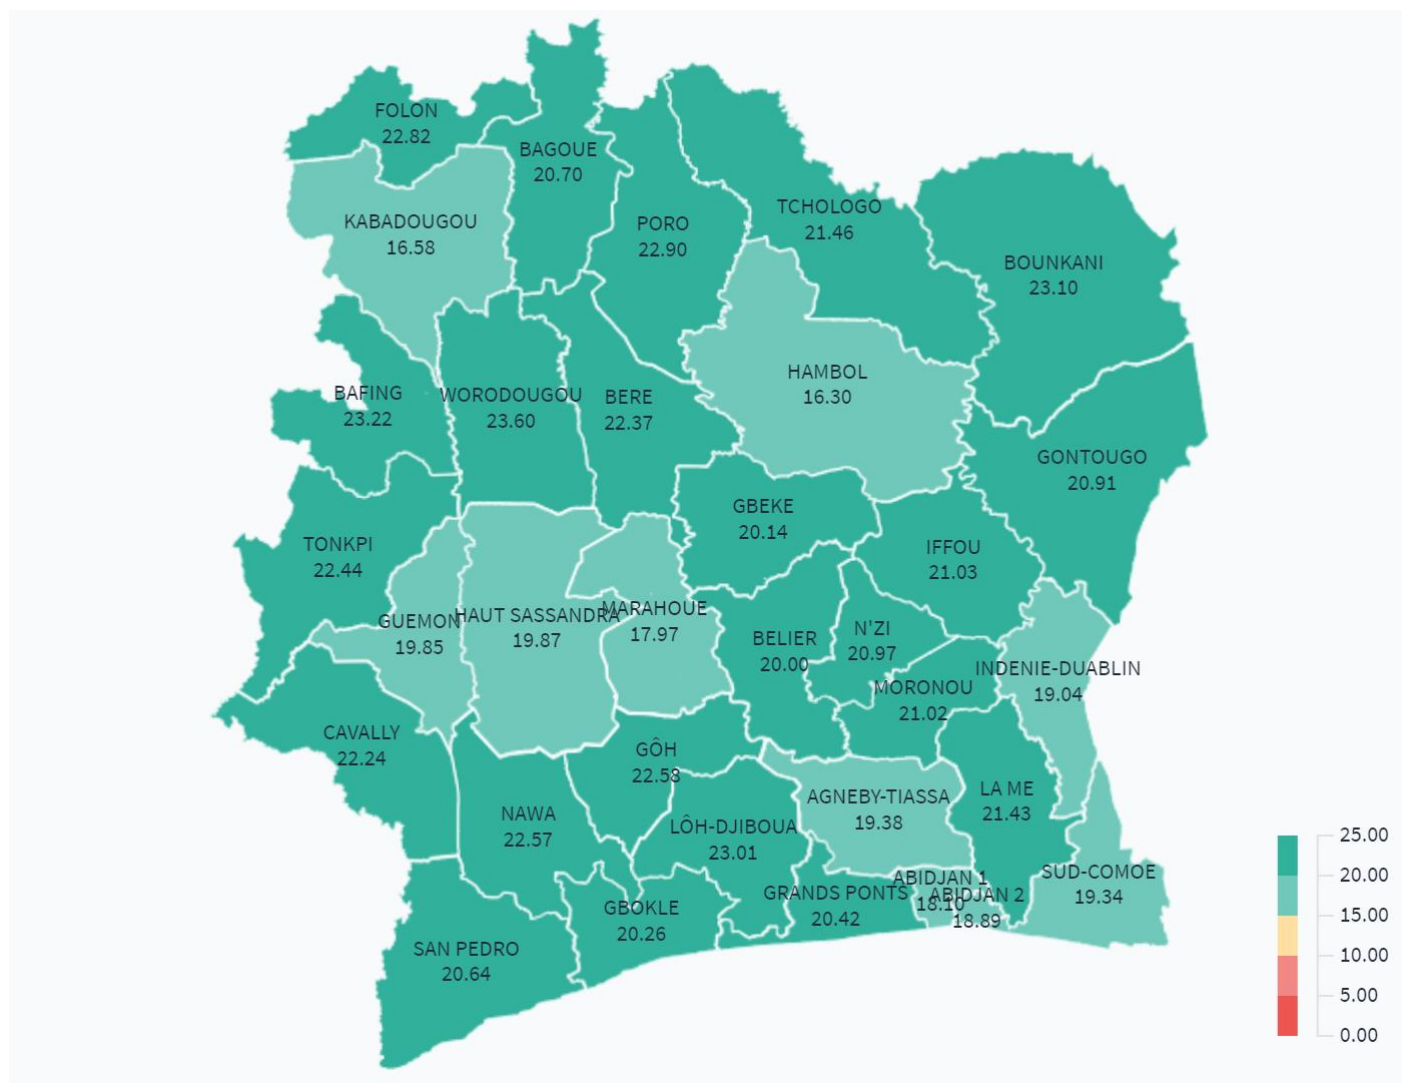 FOLON
22.82
BAGOUE
20.70
KABADOUGOU
16.58
PORO
22.90
TCHOLOGO
21.46
BOUNKANI
23.10
HAMBOL
16.30
BAFING
23.22
WORODOUGOU
23.60
BERE
22.37
GONTOUGO
20.91
GBEKE
20.14
TONKPI
22.44
IFFOU
21.03
GUEMON
19.85
HAUT SASSANDRA
19.87
MARAHOUE
17.97
BELIER
20.00
N'ZI
20.97
INDENIE-DUABLIN
19.04
MORONOU
21.02
CAVALLY
22.24
GÔH
22.58
NAWA
22.57
LÔH-DJIBOUA
23.01
AGNEBY-TIASSA
19.38
LA ME
21.43
SUD-COMOE
19.34
ABIDJAN 1
18.10
ABIDJAN 2
18.89
GRANDS PONTS
20.42
GBOKLE
20.26
SAN PEDRO
20.64
25.00
20.00
15.00
10.00
5.00
0.00